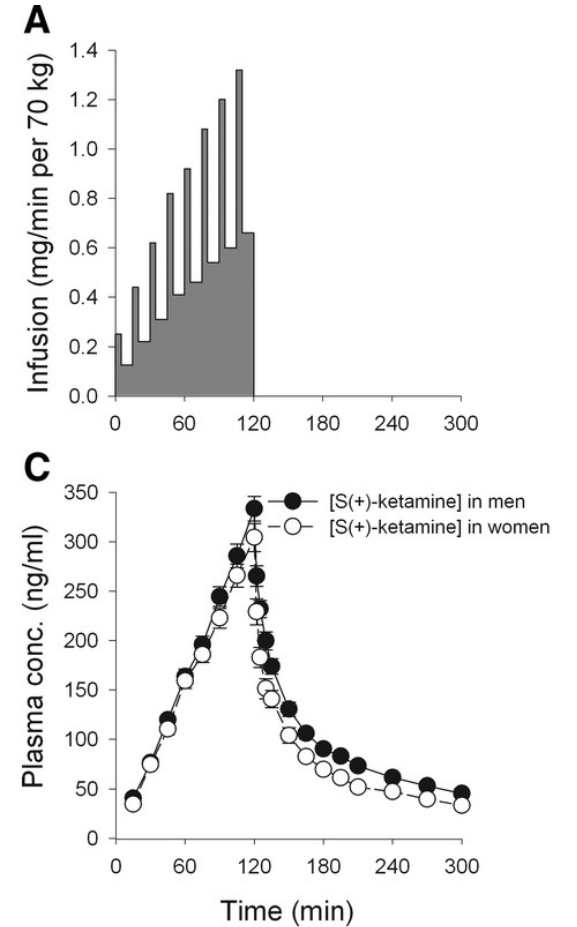 A
Infusion (mg/min per 70 kg)
1.4
1.2
1.0
0.8
0.6
0.4
0.2
0.0
0 60 120 180 240 300
C
Plasma conc. (ng/ml)
350
300
250
200
150
100
50
0
[S(+)-ketamine] in men
[S(+)-ketamine] in women
0 60 120 180 240 300
Time (min)